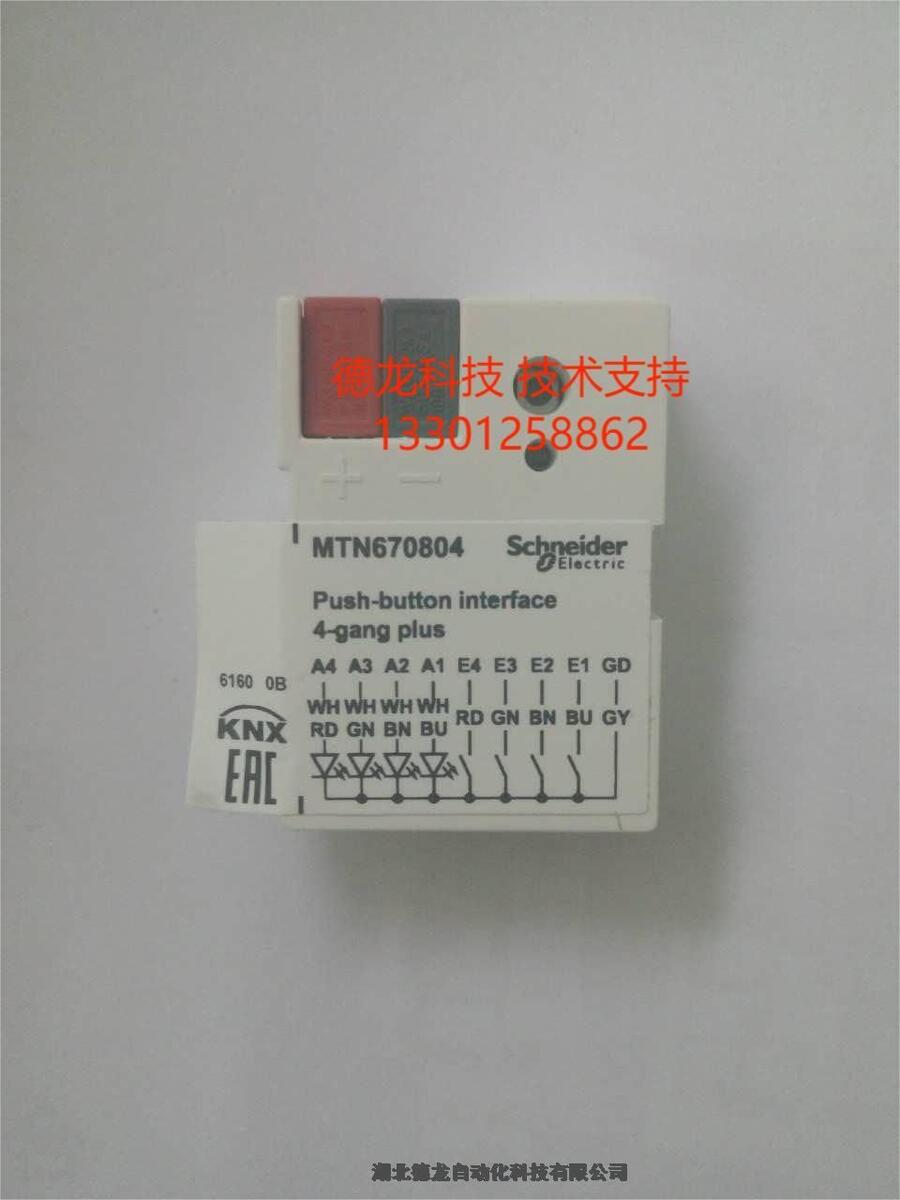 德龙科技 技术支持
13301258862
+ −
MTN670804 Schneider Electric
Push-button interface
4-gang plus
A4 A3 A2 A1 E4 E3 E2 E1 GD
WH WH WH WH
RD GN BN BU RD GN BN BU GY
6160 0B
KNX
EAC
湖北德龙自动化科技有限公司